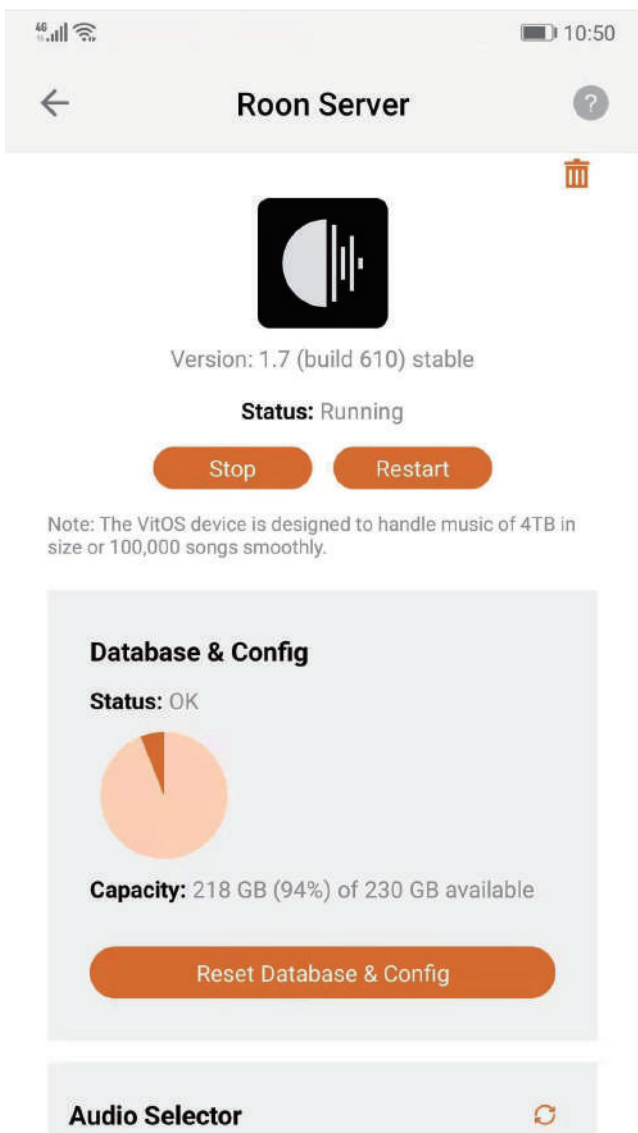 4G 10:50
Roon Server ?
Version: 1.7 (build 610) stable
Status: Running
Stop Restart
Note: The VitOS device is designed to handle music of 4TB in
size or 100,000 songs smoothly.
Database & Config
Status: OK
Capacity: 218 GB (94%) of 230 GB available
Reset Database & Config
Audio Selector